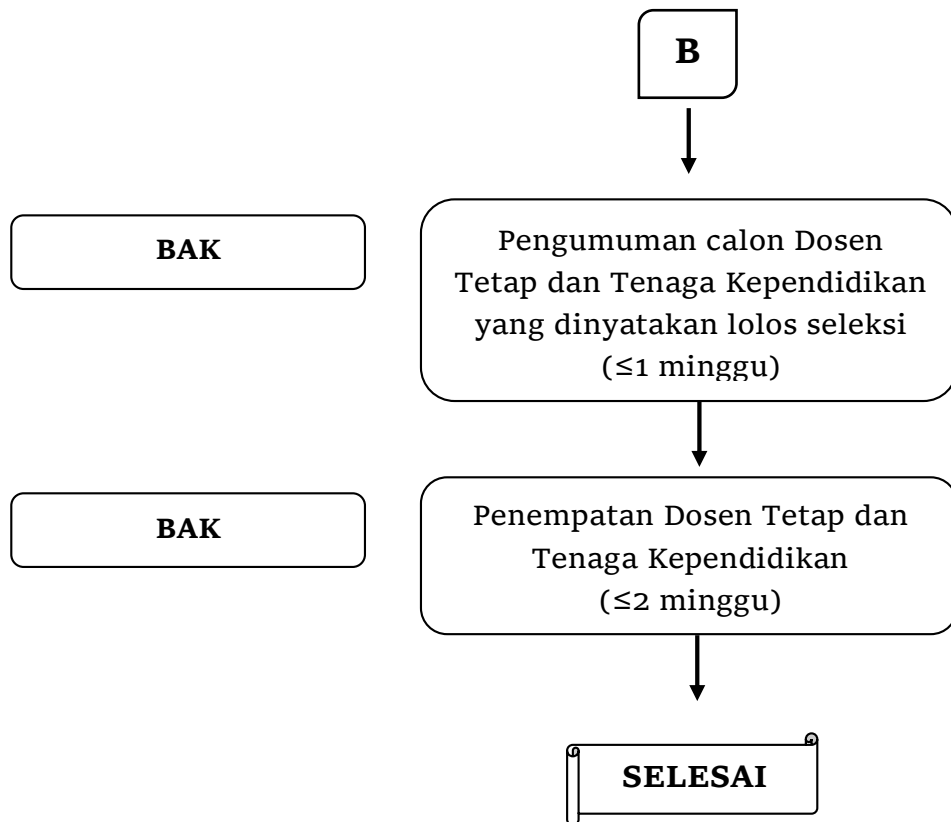 B
BAK
Pengumuman calon Dosen
Tetap dan Tenaga Kependidikan
yang dinyatakan lolos seleksi
(≤1 minggu)
BAK
Penempatan Dosen Tetap dan
Tenaga Kependidikan
(≤2 minggu)
SELESAI